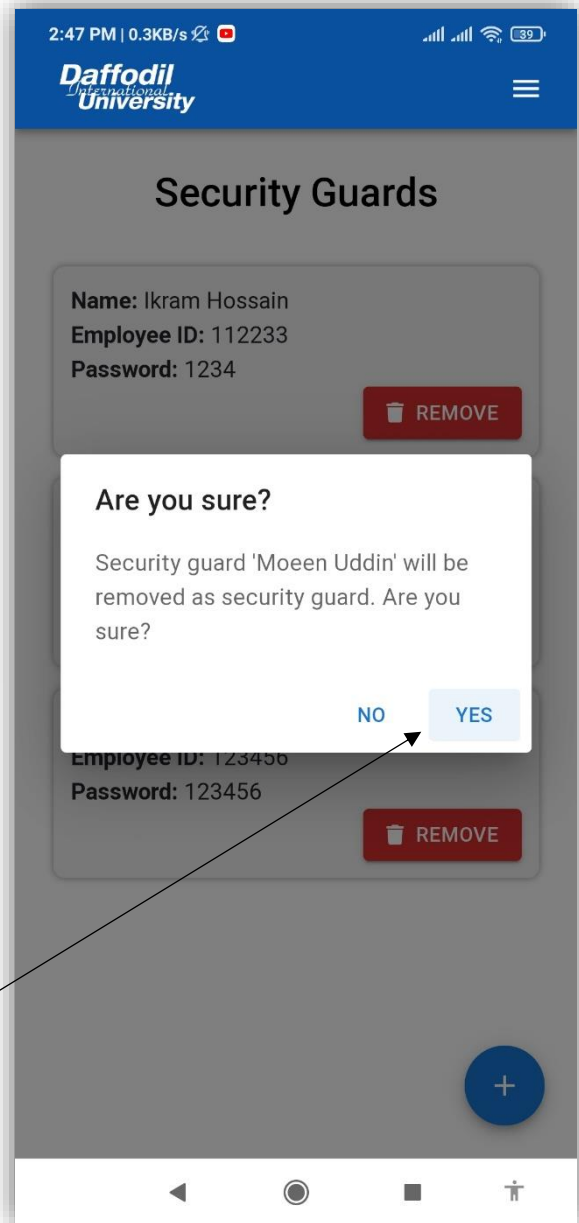 2:47 PM | 0.3KB/s
39
Daffodil
International
University
Security Guards
Name: Ikram Hossain
Employee ID: 112233
Password: 1234
REMOVE
Are you sure?
Security guard 'Moeen Uddin' will be
removed as security guard. Are you
sure?
NO YES
Employee ID: 123456
Password: 123456
REMOVE
+